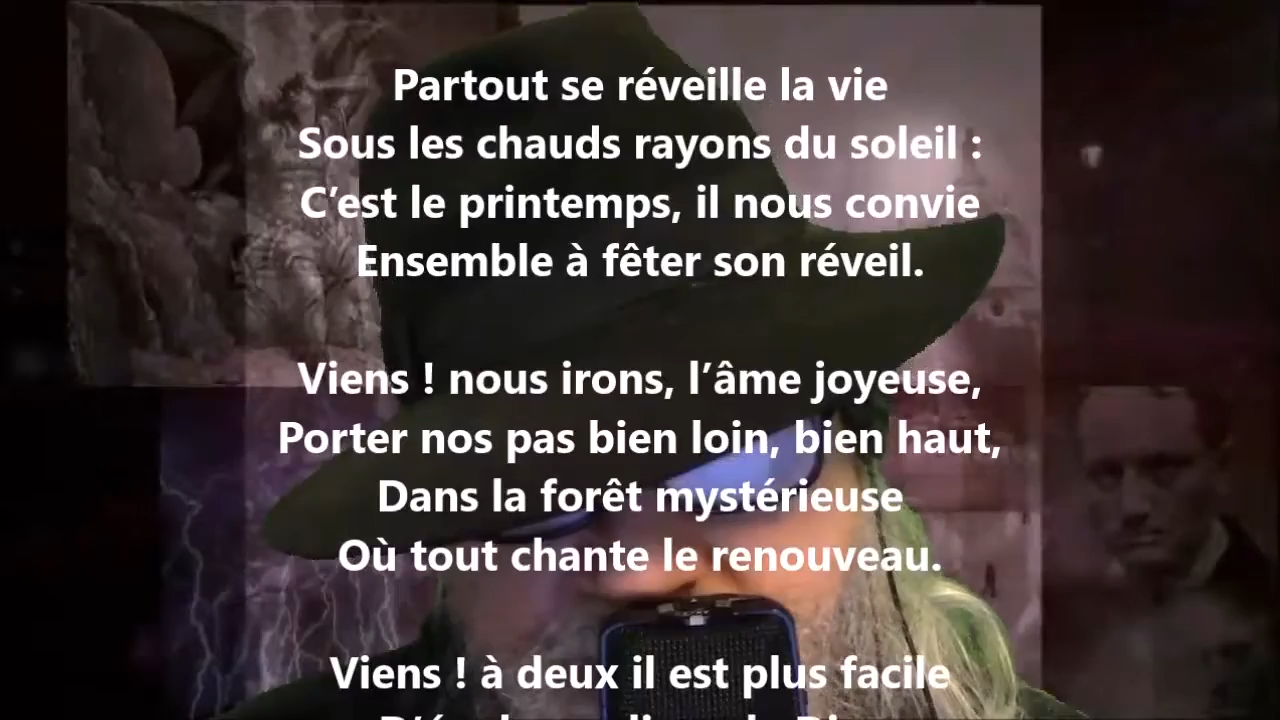 Partout se réveille la vie
Sous les chauds rayons du soleil :
C’est le printemps, il nous convie
Ensemble à fêter son réveil.
Viens ! nous irons, l’âme joyeuse,
Porter nos pas bien loin, bien haut,
Dans la forêt mystérieuse
Où tout chante le renouveau.
Viens ! à deux il est plus facile